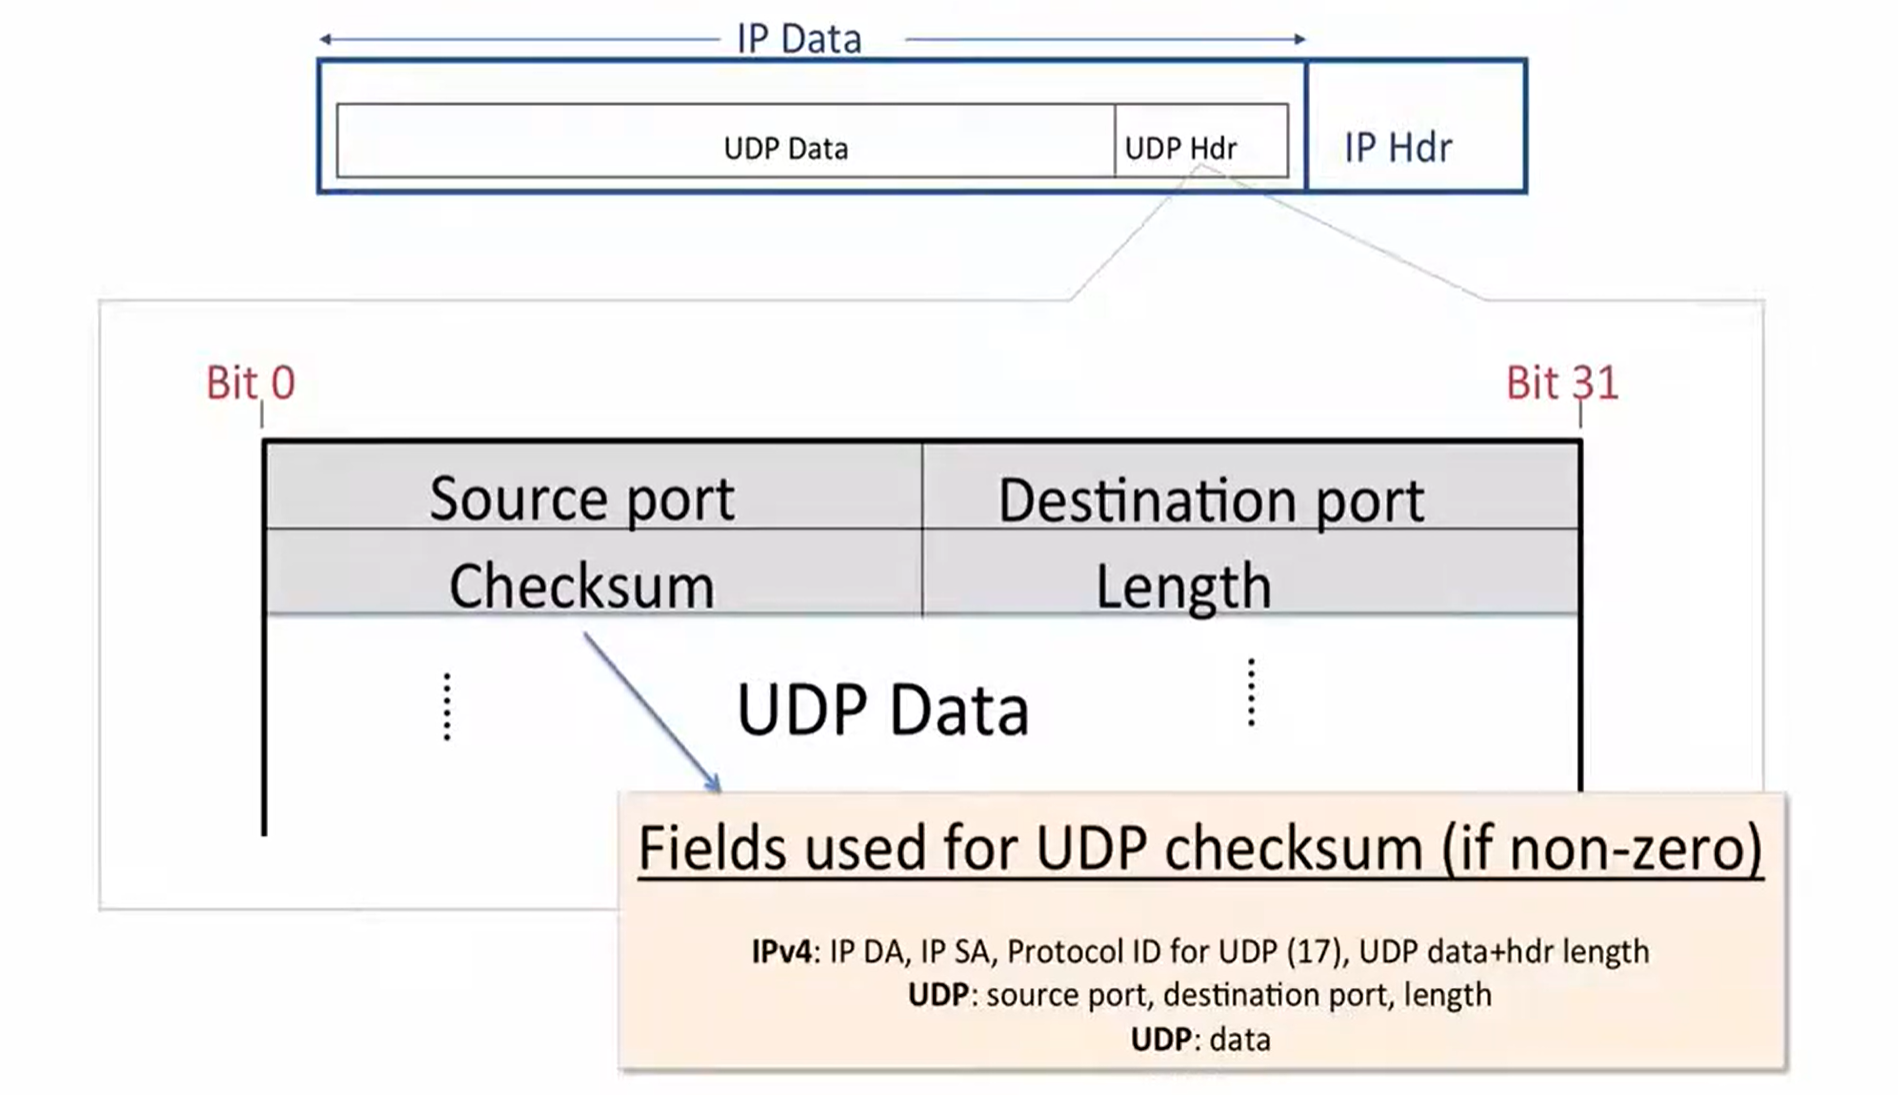 IP Data
UDP Data
UDP Hdr
IP Hdr
Bit 0
Bit 31
Source port
Destination port
Checksum
Length
UDP Data
Fields used for UDP checksum (if non-zero)
IPv4: IP DA, IP SA, Protocol ID for UDP (17), UDP data+hdr length
UDP: source port, destination port, length
UDP: data